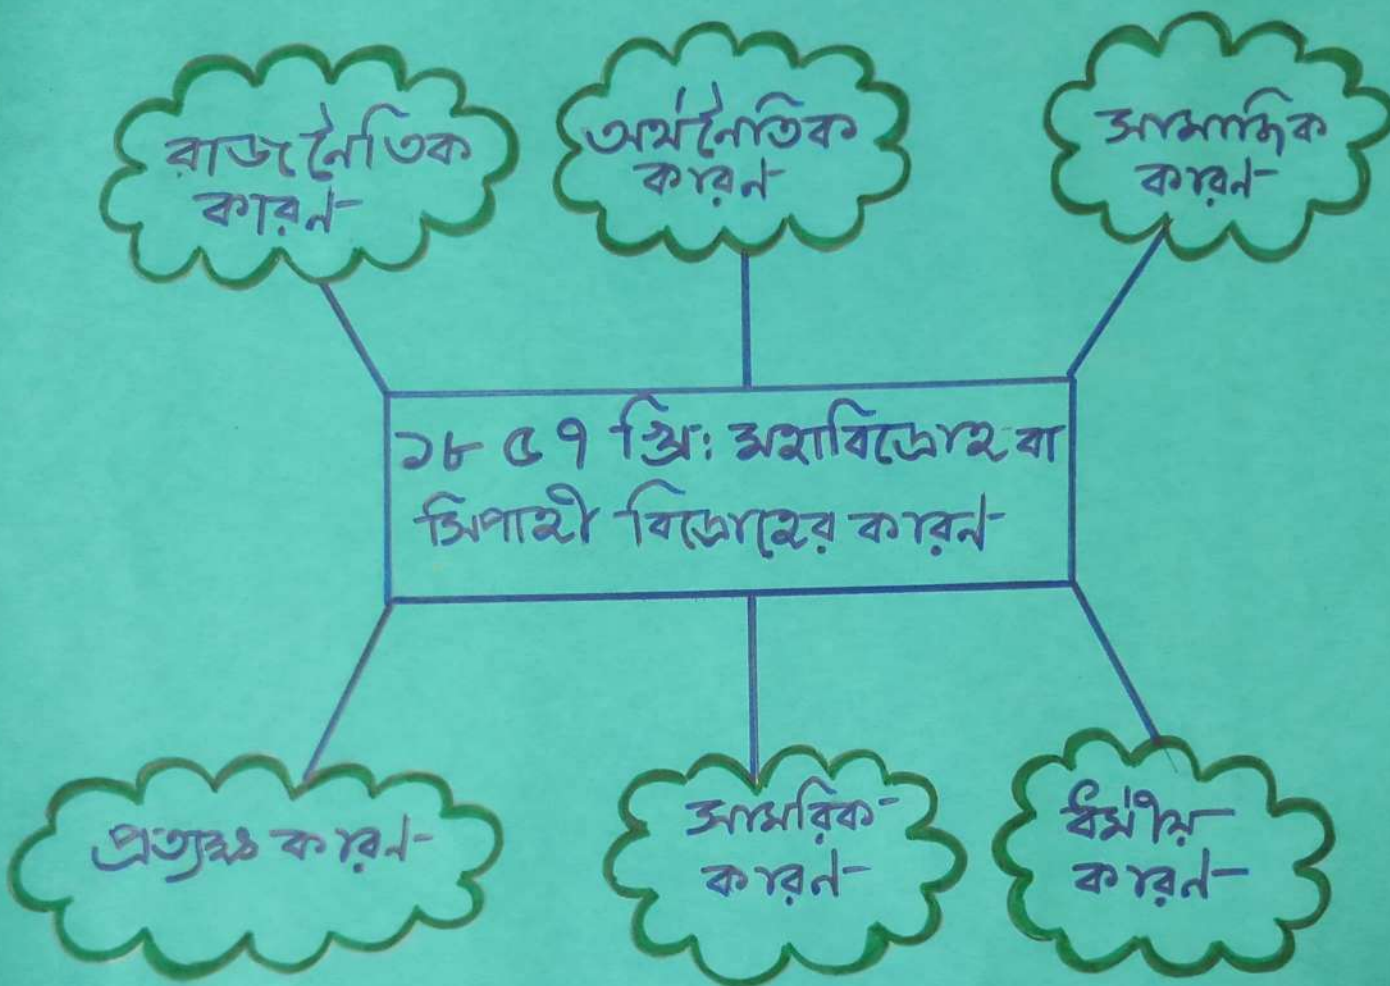 রাজনৈতিক
কারন
অর্থনৈতিক
কারন
সামাজিক
কারন
১৮৫৭ খ্রি: মহাবিদ্রোহ বা
সিপাহী বিদ্রোহের কারন
প্রত্যক্ষ কারন
সামরিক
কারন
ধর্মীয়
কারন